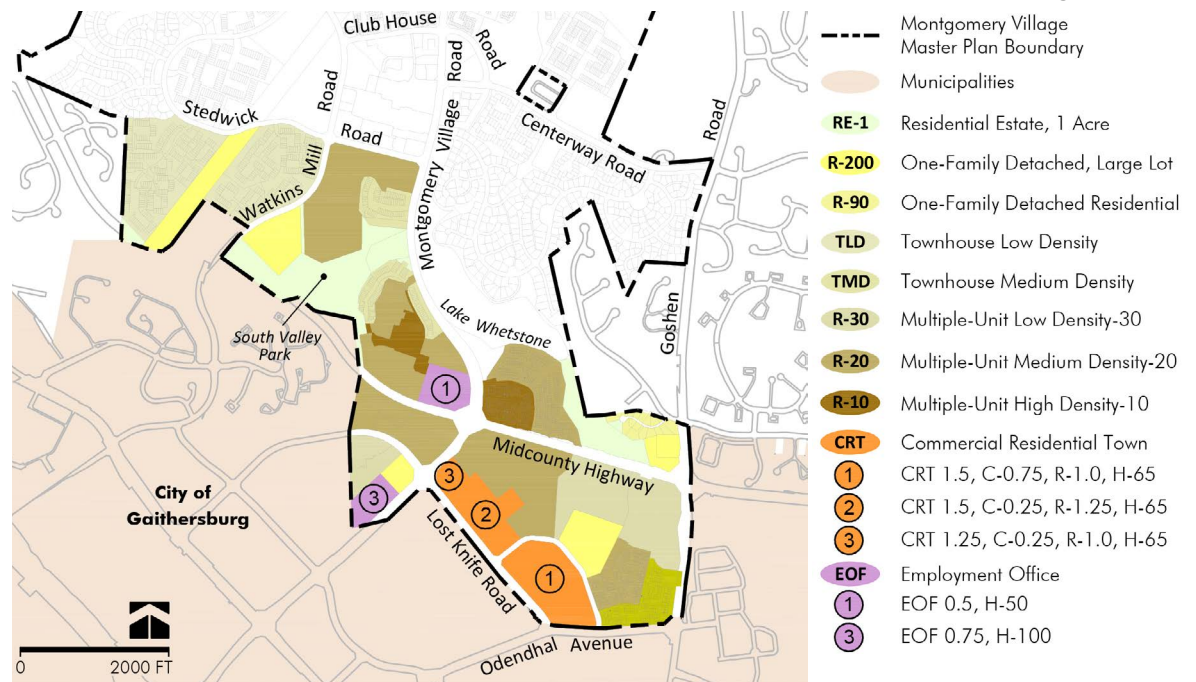 Club House
Road
Road
Stedwick
Road
Montgomery Village Road
Centerway Road
Road
Mill
Watkins
Goshen
Lake Whetstone
South Valley
Park
1
Midcounty Highway
City of
Gaithersburg
3
3
2
Lost Knife Road
1
Odendhal Avenue
0 2000 FT
Montgomery Village
Master Plan Boundary
Municipalities
RE-1 Residential Estate, 1 Acre
R-200 One-Family Detached, Large Lot
R-90 One-Family Detached Residential
TLD Townhouse Low Density
TMD Townhouse Medium Density
R-30 Multiple-Unit Low Density-30
R-20 Multiple-Unit Medium Density-20
R-10 Multiple-Unit High Density-10
CRT Commercial Residential Town
1 CRT 1.5, C-0.75, R-1.0, H-65
2 CRT 1.5, C-0.25, R-1.25, H-65
3 CRT 1.25, C-0.25, R-1.0, H-65
EOF Employment Office
1 EOF 0.5, H-50
3 EOF 0.75, H-100